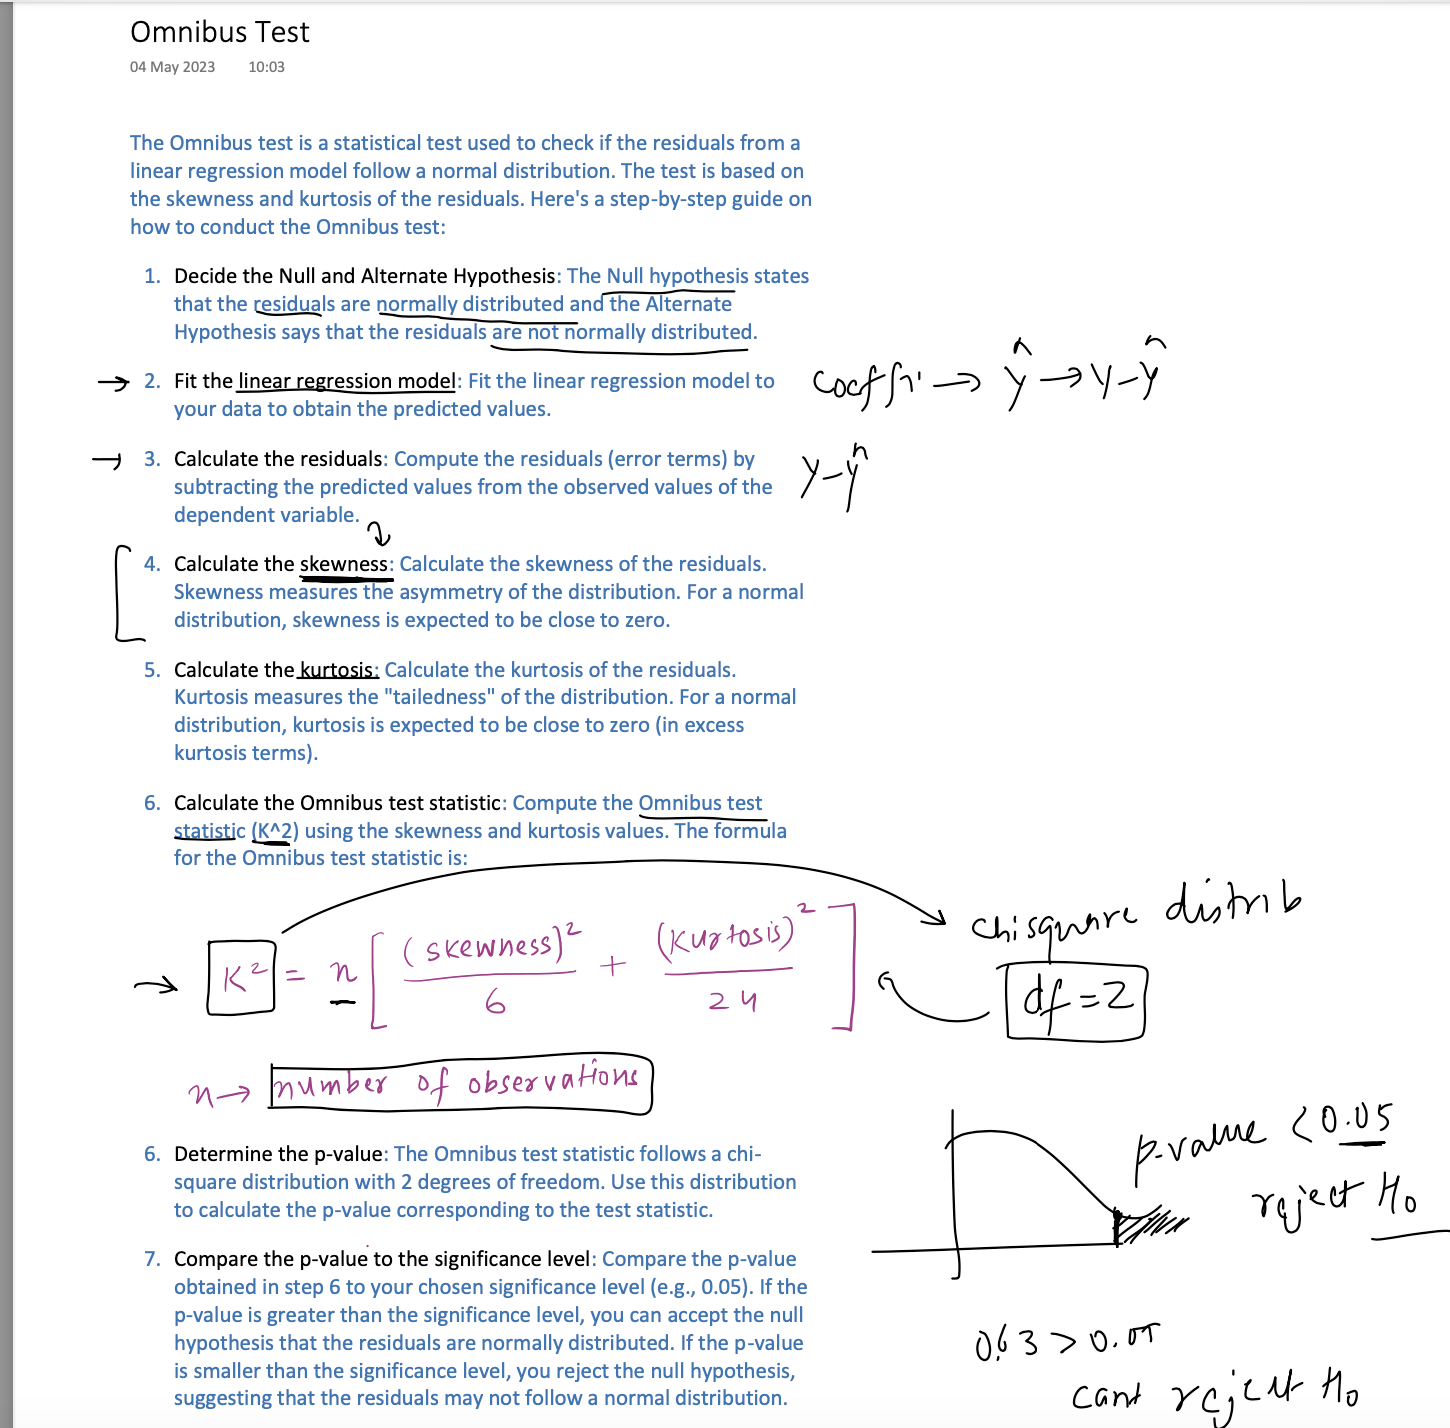 Omnibus Test
04 May 2023 10:03
The Omnibus test is a statistical test used to check if the residuals from a
linear regression model follow a normal distribution. The test is based on
the skewness and kurtosis of the residuals. Here's a step-by-step guide on
how to conduct the Omnibus test:
1. Decide the Null and Alternate Hypothesis: The Null hypothesis states
that the residuals are normally distributed and the Alternate
Hypothesis says that the residuals are not normally distributed.
→ 2. Fit the linear regression model: Fit the linear regression model to
your data to obtain the predicted values.
→ ŷ → y-ŷ
3. Calculate the residuals: Compute the residuals (error terms) by
subtracting the predicted values from the observed values of the
dependent variable.
y-ŷ
4. Calculate the skewness: Calculate the skewness of the residuals.
Skewness measures the asymmetry of the distribution. For a normal
distribution, skewness is expected to be close to zero.
5. Calculate the kurtosis: Calculate the kurtosis of the residuals.
Kurtosis measures the "tailedness" of the distribution. For a normal
distribution, kurtosis is expected to be close to zero (in excess
kurtosis terms).
6. Calculate the Omnibus test statistic: Compute the Omnibus test
statistic (K^2) using the skewness and kurtosis values. The formula
for the Omnibus test statistic is:
chisquare distrib
→ K² = n [ (skewness)²/6 + (kurtosis)²/24 ]
df=2
n→ number of observations
6. Determine the p-value: The Omnibus test statistic follows a chi-
square distribution with 2 degrees of freedom. Use this distribution
to calculate the p-value corresponding to the test statistic.
p-value <0.05
reject H₀
7. Compare the p-value to the significance level: Compare the p-value
obtained in step 6 to your chosen significance level (e.g., 0.05). If the
p-value is greater than the significance level, you can accept the null
hypothesis that the residuals are normally distributed. If the p-value
is smaller than the significance level, you reject the null hypothesis,
suggesting that the residuals may not follow a normal distribution.
0.63 > 0.05
cant reject H₀